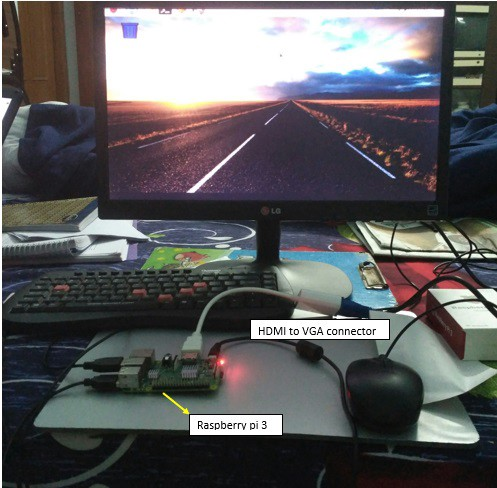 LG
HDMI to VGA connector
Raspberry pi 3